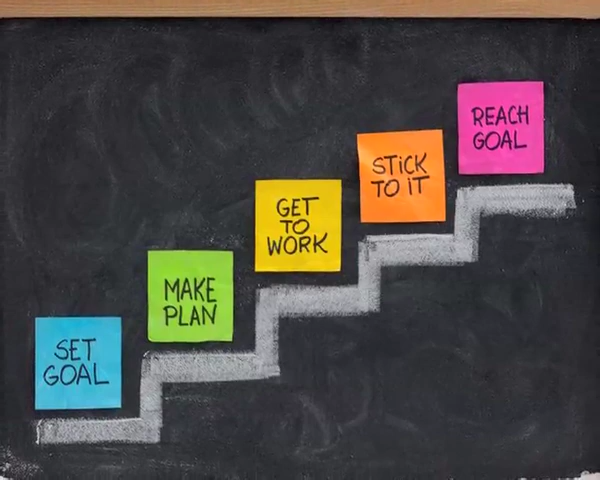 SET
GOAL
MAKE
PLAN
GET
TO
WORK
STiCK
TO iT
REACH
GOAL